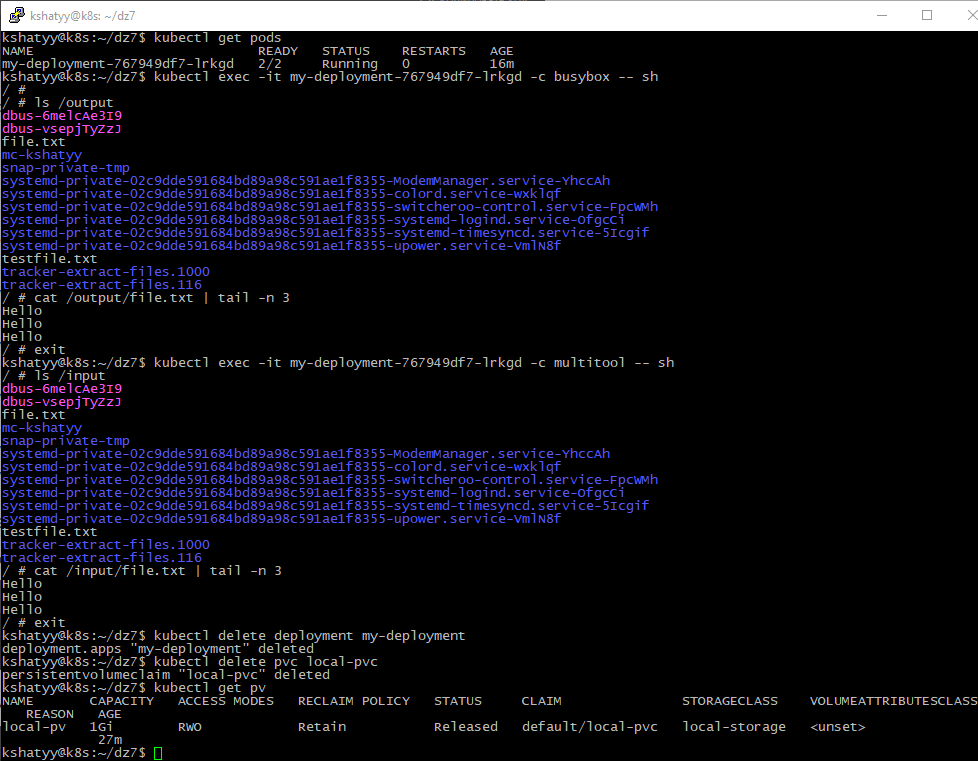 kshatyy@k8s: ~/dz7
kshatyy@k8s:~/dz7$ kubectl get pods
NAME                            READY   STATUS    RESTARTS   AGE
my-deployment-767949df7-lrkgd   2/2     Running   0          16m
kshatyy@k8s:~/dz7$ kubectl exec -it my-deployment-767949df7-lrkgd -c busybox -- sh
/ #
/ # ls /output
dbus-6melcAe3I9
dbus-vsepjTyZzJ
file.txt
mc-kshatyy
snap-private-tmp
systemd-private-02c9dde591684bd89a98c591ae1f8355-ModemManager.service-YhccAh
systemd-private-02c9dde591684bd89a98c591ae1f8355-colord.service-wxklqf
systemd-private-02c9dde591684bd89a98c591ae1f8355-switcheroo-control.service-FpcWMh
systemd-private-02c9dde591684bd89a98c591ae1f8355-systemd-logind.service-OfgcCi
systemd-private-02c9dde591684bd89a98c591ae1f8355-systemd-timesyncd.service-5Icgif
systemd-private-02c9dde591684bd89a98c591ae1f8355-upower.service-VmlN8f
testfile.txt
tracker-extract-files.1000
tracker-extract-files.116
/ # cat /output/file.txt | tail -n 3
Hello
Hello
Hello
/ # exit
kshatyy@k8s:~/dz7$ kubectl exec -it my-deployment-767949df7-lrkgd -c multitool -- sh
/ # ls /input
dbus-6melcAe3I9
dbus-vsepjTyZzJ
file.txt
mc-kshatyy
snap-private-tmp
systemd-private-02c9dde591684bd89a98c591ae1f8355-ModemManager.service-YhccAh
systemd-private-02c9dde591684bd89a98c591ae1f8355-colord.service-wxklqf
systemd-private-02c9dde591684bd89a98c591ae1f8355-switcheroo-control.service-FpcWMh
systemd-private-02c9dde591684bd89a98c591ae1f8355-systemd-logind.service-OfgcCi
systemd-private-02c9dde591684bd89a98c591ae1f8355-systemd-timesyncd.service-5Icgif
systemd-private-02c9dde591684bd89a98c591ae1f8355-upower.service-VmlN8f
testfile.txt
tracker-extract-files.1000
tracker-extract-files.116
/ # cat /input/file.txt | tail -n 3
Hello
Hello
Hello
/ # exit
kshatyy@k8s:~/dz7$ kubectl delete deployment my-deployment
deployment.apps "my-deployment" deleted
kshatyy@k8s:~/dz7$ kubectl delete pvc local-pvc
persistentvolumeclaim "local-pvc" deleted
kshatyy@k8s:~/dz7$ kubectl get pv
NAME       CAPACITY   ACCESS MODES   RECLAIM POLICY   STATUS     CLAIM               STORAGECLASS    VOLUMEATTRIBUTESCLASS
   REASON   AGE
local-pv   1Gi        RWO            Retain           Released   default/local-pvc   local-storage   <unset>
            27m
kshatyy@k8s:~/dz7$